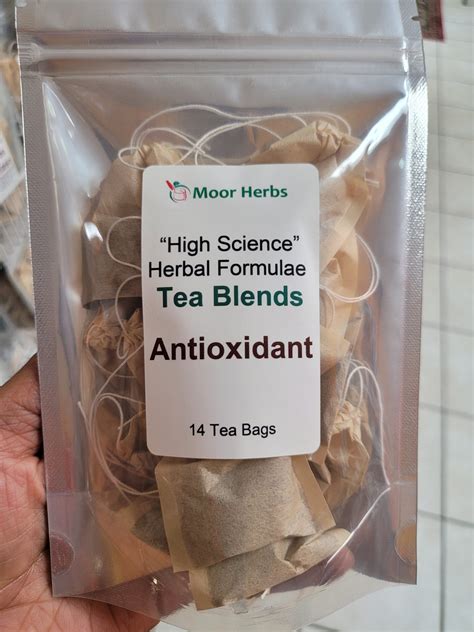 Moor Herbs
“High Science”
Herbal Formulae
Tea Blends
Antioxidant
14 Tea Bags